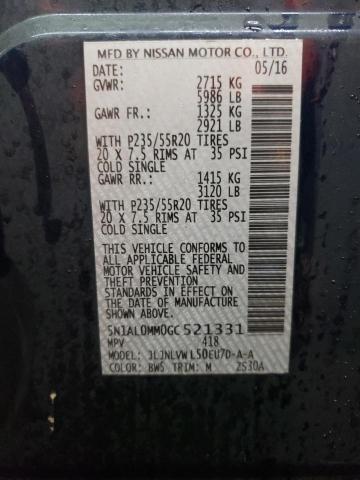 MFD BY NISSAN MOTOR CO., LTD.
DATE: 05/16
GVWR: 2715 KG
5986 LB
GAWR FR.: 1325 KG
2921 LB
WITH P235/55R20 TIRES
20 X 7.5 RIMS AT 35 PSI
COLD SINGLE
GAWR RR.: 1415 KG
3120 LB
WITH P235/55R20 TIRES
20 X 7.5 RIMS AT 35 PSI
COLD SINGLE
THIS VEHICLE CONFORMS TO
ALL APPLICABLE FEDERAL
MOTOR VEHICLE SAFETY AND
THEFT PREVENTION
STANDARDS IN EFFECT ON
THE DATE OF MANUFACTURE
SHOWN ABOVE.
5N1AL0MM0GC521331
MPV 418
MODEL: JLJNLVWL50EU7D-A-A
COLOR: BW5 TRIM: M 2S30A